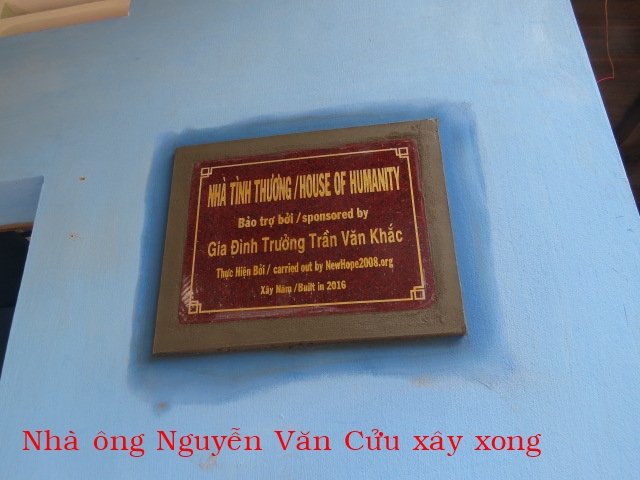 NHÀ TÌNH THƯƠNG / HOUSE OF HUMANITY
Bảo trợ bởi / sponsored by
Gia Đình Trưởng Trần Văn Khắc
Thực Hiện Bởi / carried out by NewHope2008.org
Xây Năm / Built in 2016
Nhà ông Nguyễn Văn Cửu xây xong